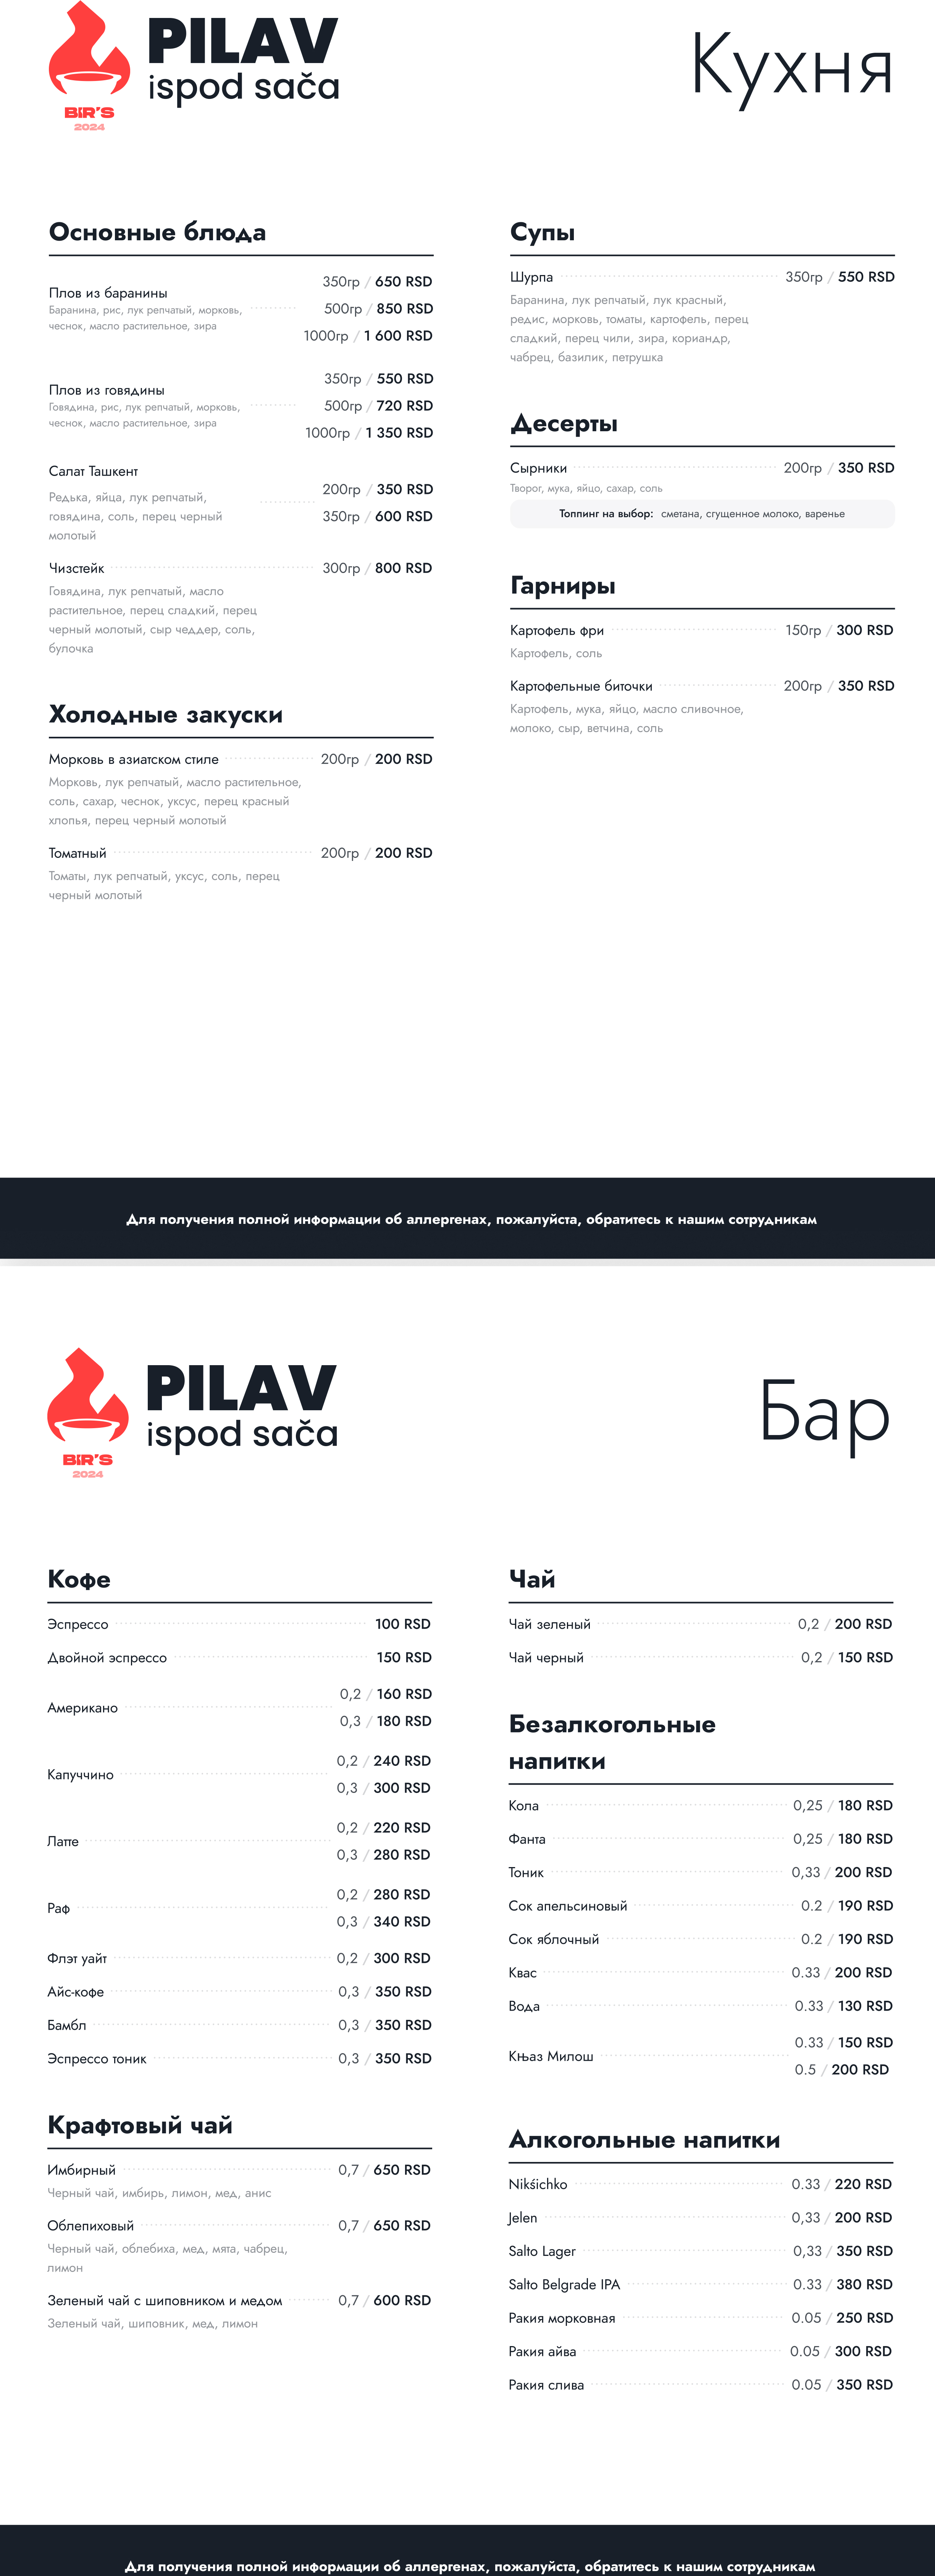 PILAV
ispod sača
BIR'S
2024
Кухня
Основные блюда
Плов из баранины
Баранина, рис, лук репчатый, морковь,
чеснок, масло растительное, зира
350гр / 650 RSD
500гр / 850 RSD
1000гр / 1 600 RSD
Плов из говядины
Говядина, рис, лук репчатый, морковь,
чеснок, масло растительное, зира
350гр / 550 RSD
500гр / 720 RSD
1000гр / 1 350 RSD
Салат Ташкент
Редька, яйца, лук репчатый,
говядина, соль, перец черный
молотый
200гр / 350 RSD
350гр / 600 RSD
Чизстейк 300гр / 800 RSD
Говядина, лук репчатый, масло
растительное, перец сладкий, перец
черный молотый, сыр чеддер, соль,
булочка
Холодные закуски
Морковь в азиатском стиле 200гр / 200 RSD
Морковь, лук репчатый, масло растительное,
соль, сахар, чеснок, уксус, перец красный
хлопья, перец черный молотый
Томатный 200гр / 200 RSD
Томаты, лук репчатый, уксус, соль, перец
черный молотый
Супы
Шурпа 350гр / 550 RSD
Баранина, лук репчатый, лук красный,
редис, морковь, томаты, картофель, перец
сладкий, перец чили, зира, кориандр,
чабрец, базилик, петрушка
Десерты
Сырники 200гр / 350 RSD
Творог, мука, яйцо, сахар, соль
Топпинг на выбор: сметана, сгущенное молоко, варенье
Гарниры
Картофель фри 150гр / 300 RSD
Картофель, соль
Картофельные биточки 200гр / 350 RSD
Картофель, мука, яйцо, масло сливочное,
молоко, сыр, ветчина, соль
Для получения полной информации об аллергенах, пожалуйста, обратитесь к нашим сотрудникам
PILAV
ispod sača
BIR'S
2024
Бар
Кофе
Эспрессо 100 RSD
Двойной эспрессо 150 RSD
Американо
0,2 / 160 RSD
0,3 / 180 RSD
Капуччино
0,2 / 240 RSD
0,3 / 300 RSD
Латте
0,2 / 220 RSD
0,3 / 280 RSD
Раф
0,2 / 280 RSD
0,3 / 340 RSD
Флэт уайт 0,2 / 300 RSD
Айс-кофе 0,3 / 350 RSD
Бамбл 0,3 / 350 RSD
Эспрессо тоник 0,3 / 350 RSD
Крафтовый чай
Имбирный 0,7 / 650 RSD
Черный чай, имбирь, лимон, мед, анис
Облепиховый 0,7 / 650 RSD
Черный чай, облебиха, мед, мята, чабрец,
лимон
Зеленый чай с шиповником и медом 0,7 / 600 RSD
Зеленый чай, шиповник, мед, лимон
Чай
Чай зеленый 0,2 / 200 RSD
Чай черный 0,2 / 150 RSD
Безалкогольные
напитки
Кола 0,25 / 180 RSD
Фанта 0,25 / 180 RSD
Тоник 0,33 / 200 RSD
Сок апельсиновый 0.2 / 190 RSD
Сок яблочный 0.2 / 190 RSD
Квас 0.33 / 200 RSD
Вода 0.33 / 130 RSD
Књаз Милош
0.33 / 150 RSD
0.5 / 200 RSD
Алкогольные напитки
Nikśichko 0.33 / 220 RSD
Jelen 0,33 / 200 RSD
Salto Lager 0,33 / 350 RSD
Salto Belgrade IPA 0.33 / 380 RSD
Ракия морковная 0.05 / 250 RSD
Ракия айва 0.05 / 300 RSD
Ракия слива 0.05 / 350 RSD
Для получения полной информации об аллергенах, пожалуйста, обратитесь к нашим сотрудникам